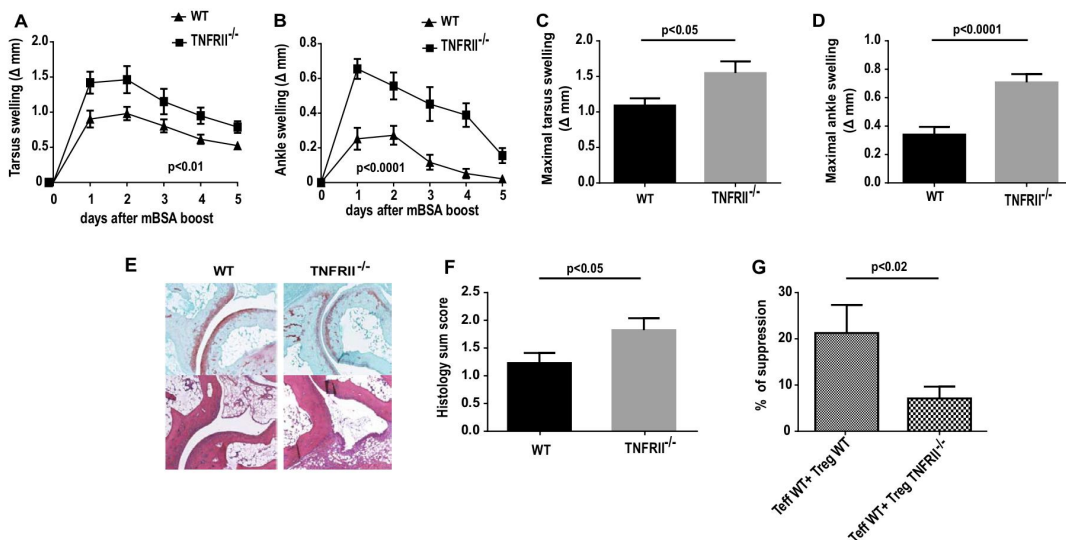 A
WT
TNFRII-/-
Tarsus swelling (Δ mm)
2.0
1.5
1.0
0.5
0
p<0.01
0 1 2 3 4 5
days after mBSA boost
B
WT
TNFRII-/-
Ankle swelling (Δ mm)
0.8
0.6
0.4
0.2
0
p<0.0001
0 1 2 3 4 5
days after mBSA boost
C
p<0.05
Maximal tarsus swelling
(Δ mm)
2.0
1.5
1.0
0.5
0.0
WT
TNFRII-/-
D
p<0.0001
Maximal ankle swelling
(Δ mm)
1.0
0.8
0.6
0.4
0.2
0.0
WT
TNFRII-/-
E
WT
TNFRII-/-
F
p<0.05
Histology sum score
2.5
2.0
1.5
1.0
0.5
0.0
WT
TNFRII-/-
G
p<0.02
% of suppression
30
20
10
0
Teff WT+ Treg WT
Teff WT+ Treg TNFRII-/-